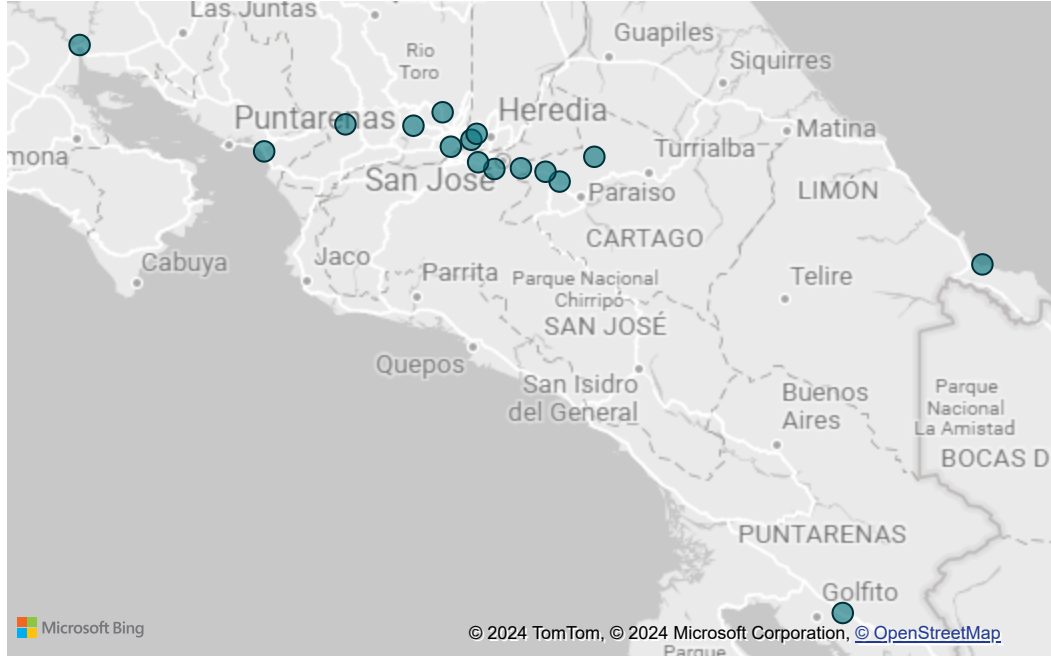 Las Juntas
Guapiles
Rio
Toro
Siquirres
Puntarenas
Heredia
Matina
mona
Turrialba
San José
Paraiso
LIMÓN
CARTAGO
Cabuya
Jaco
Parrita
Parque Nacional
Chirripó
Telire
SAN JOSÉ
Quepos
San Isidro
del General
Buenos
Aires
Parque
Nacional
La Amistad
BOCAS D
PUNTARENAS
Golfito
Microsoft Bing
© 2024 TomTom, © 2024 Microsoft Corporation, © OpenStreetMap
Parque